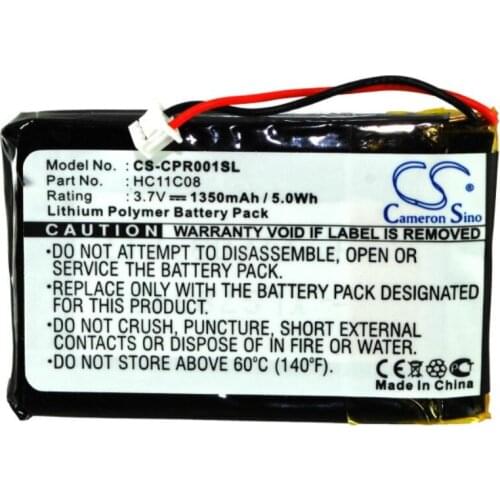 Model No. : CS-CPR001SL
Part No. : HC11C08
Rating : 3.7V 1350mAh / 5.0Wh
Lithium Polymer Battery Pack
CS
Cameron Sino
CAUTION:
WARRANTY VOID IF LABEL IS REMOVED
•DO NOT ATTEMPT TO DISASSEMBLE, OPEN OR
SERVICE THE BATTERY PACK
•REPLACE ONLY WITH THE BATTERY PACK DESIGNATED
FOR THIS PRODUCT
•DO NOT CRUSH, PUNCTURE, SHORT EXTERNAL
CONTACTS OR DISPOSE OF IN FIRE OR WATER.
•DO NOT STORE ABOVE 60°C (140°F)
CE
Made in China